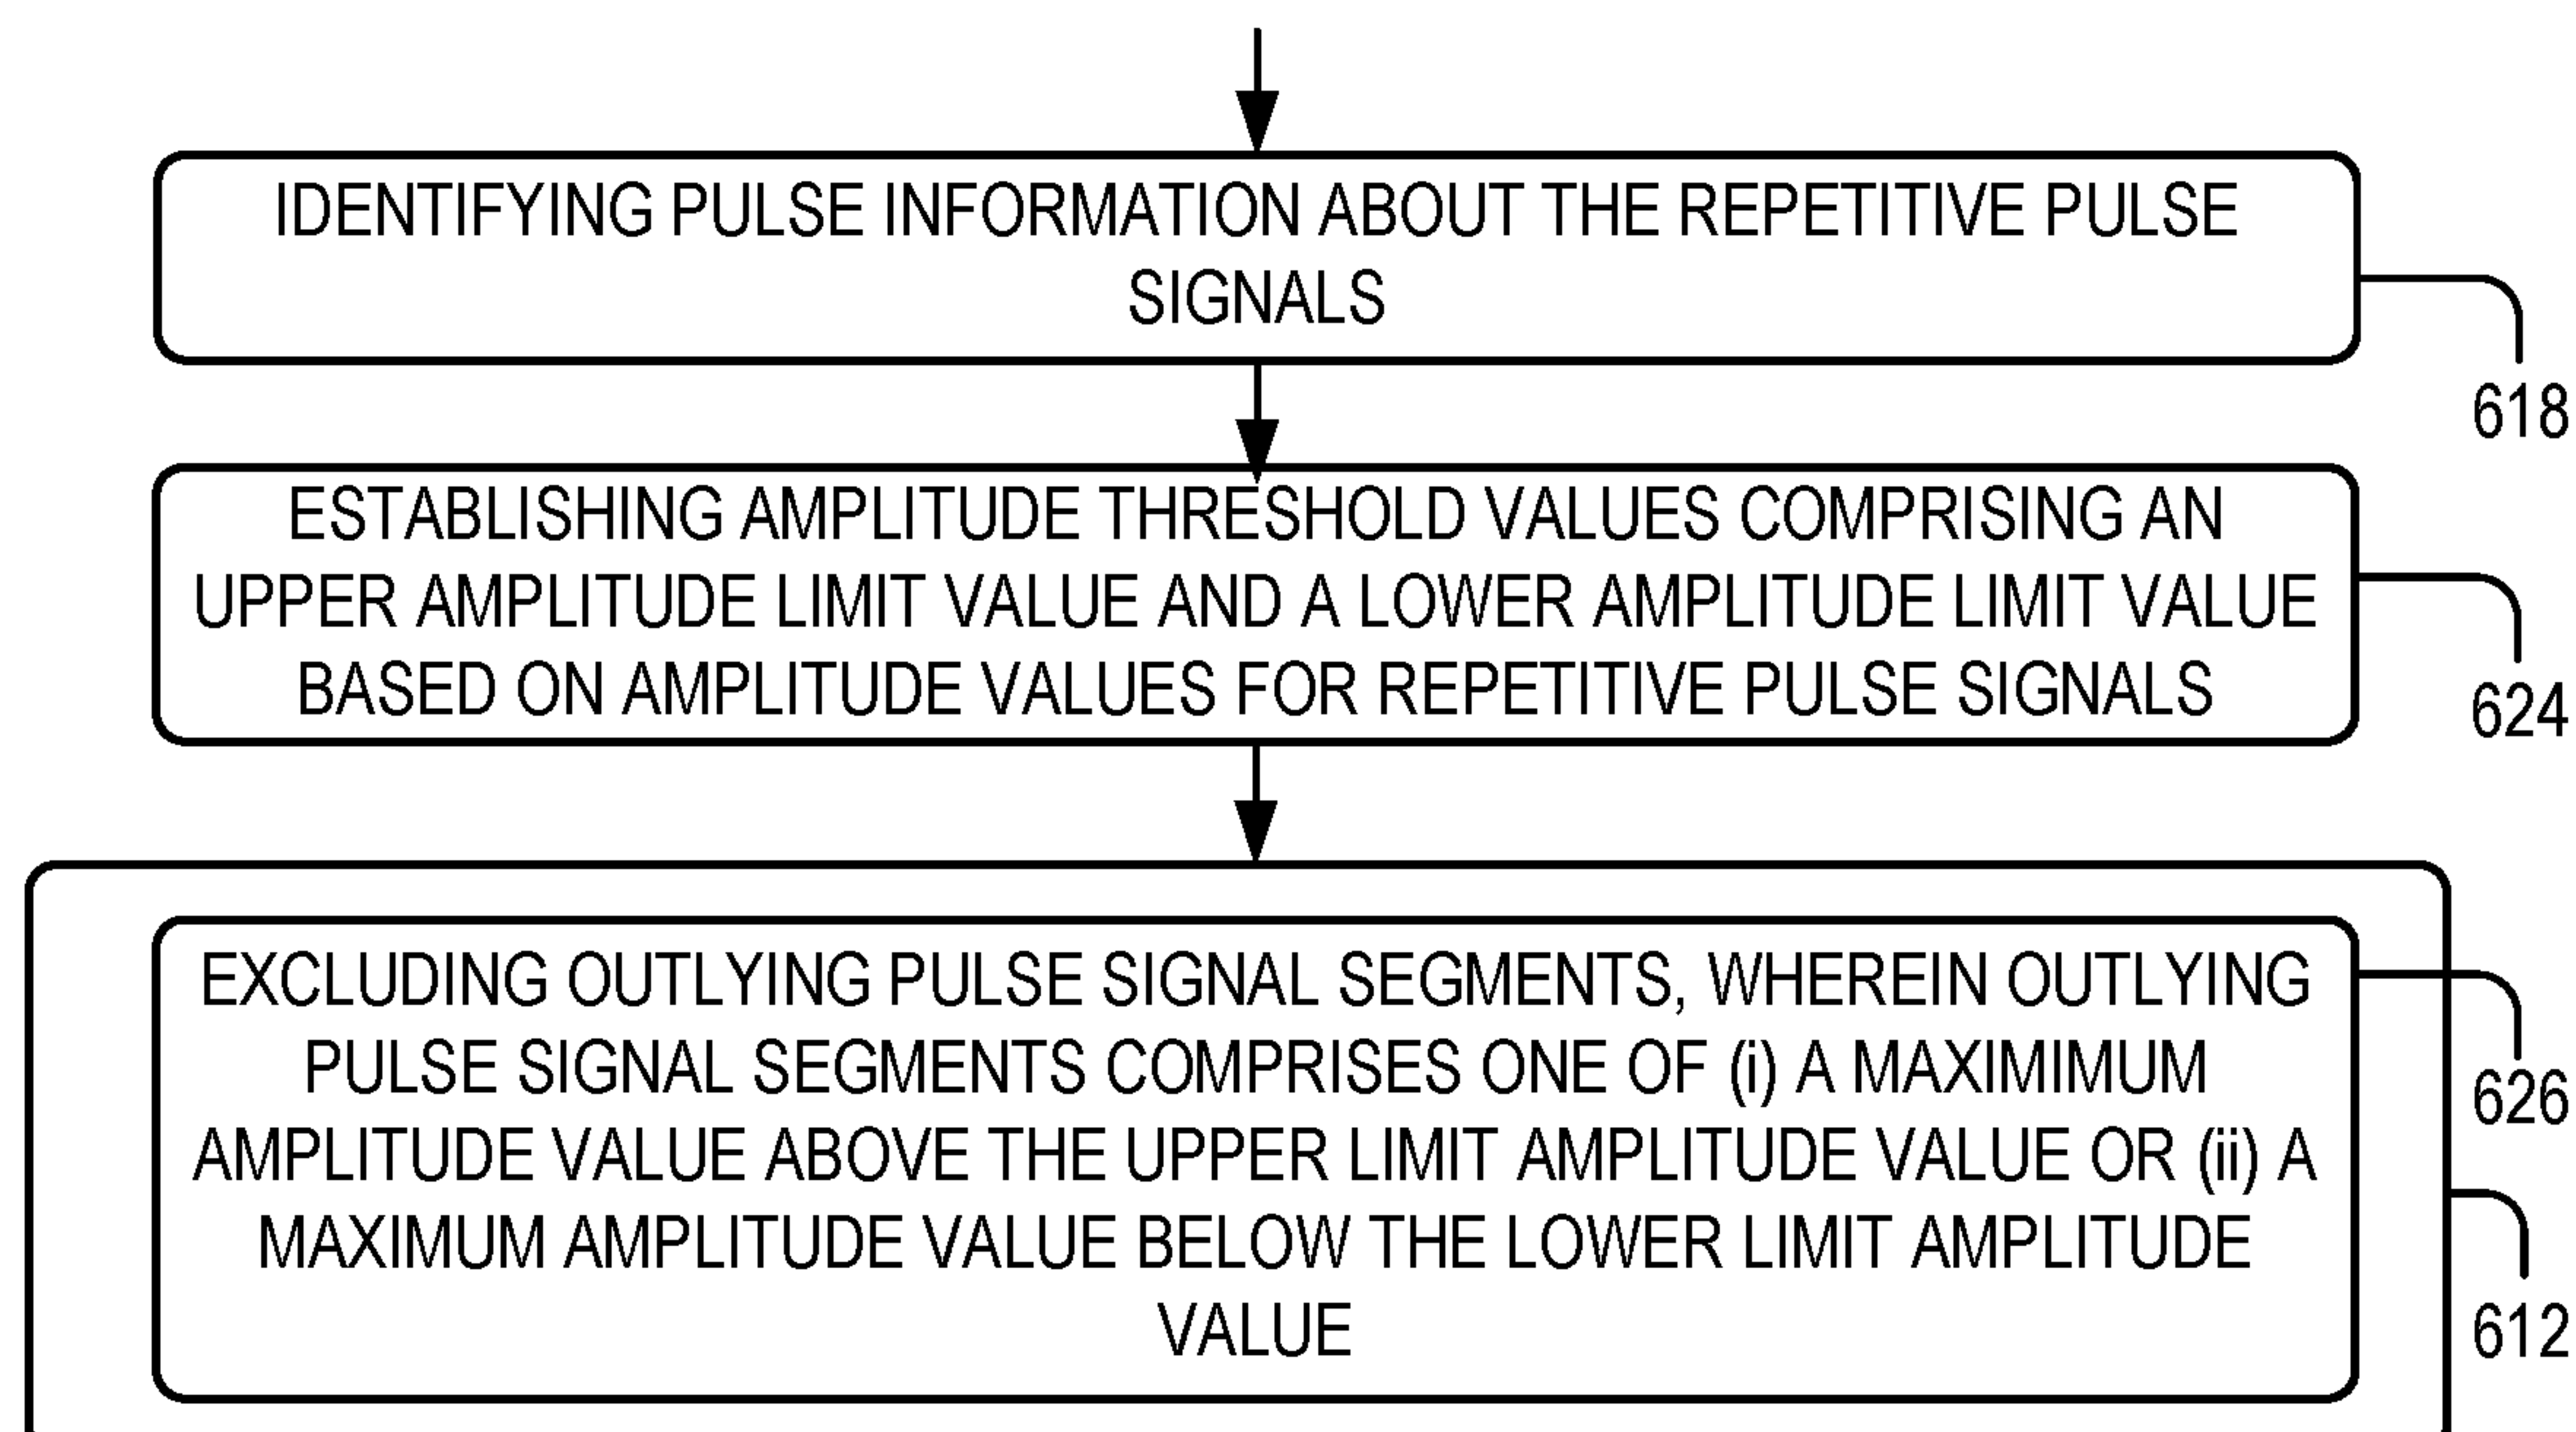 IDENTIFYING PULSE INFORMATION ABOUT THE REPETITIVE PULSE
SIGNALS
618
ESTABLISHING AMPLITUDE THRESHOLD VALUES COMPRISING AN
UPPER AMPLITUDE LIMIT VALUE AND A LOWER AMPLITUDE LIMIT VALUE
BASED ON AMPLITUDE VALUES FOR REPETITIVE PULSE SIGNALS
624
EXCLUDING OUTLYING PULSE SIGNAL SEGMENTS, WHEREIN OUTLYING
PULSE SIGNAL SEGMENTS COMPRISES ONE OF (i) A MAXIMIMUM
AMPLITUDE VALUE ABOVE THE UPPER LIMIT AMPLITUDE VALUE OR (ii) A
MAXIMUM AMPLITUDE VALUE BELOW THE LOWER LIMIT AMPLITUDE
VALUE
626
612